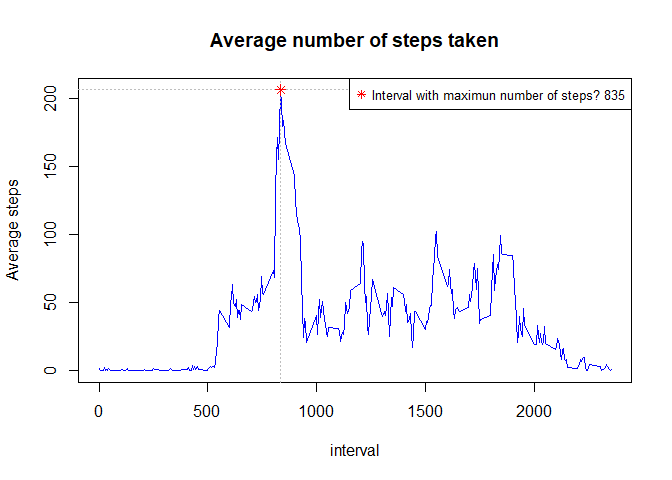 Average number of steps taken
✳ Interval with maximun number of steps? 835
Average steps
200
150
100
50
0
0 500 1000 1500 2000
interval